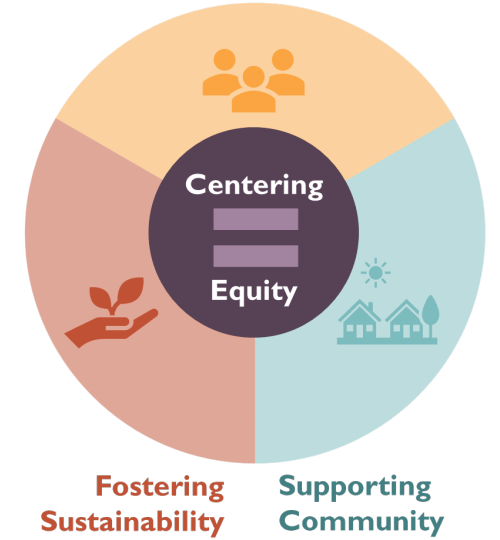 Centering
Equity
Fostering
Sustainability
Supporting
Community